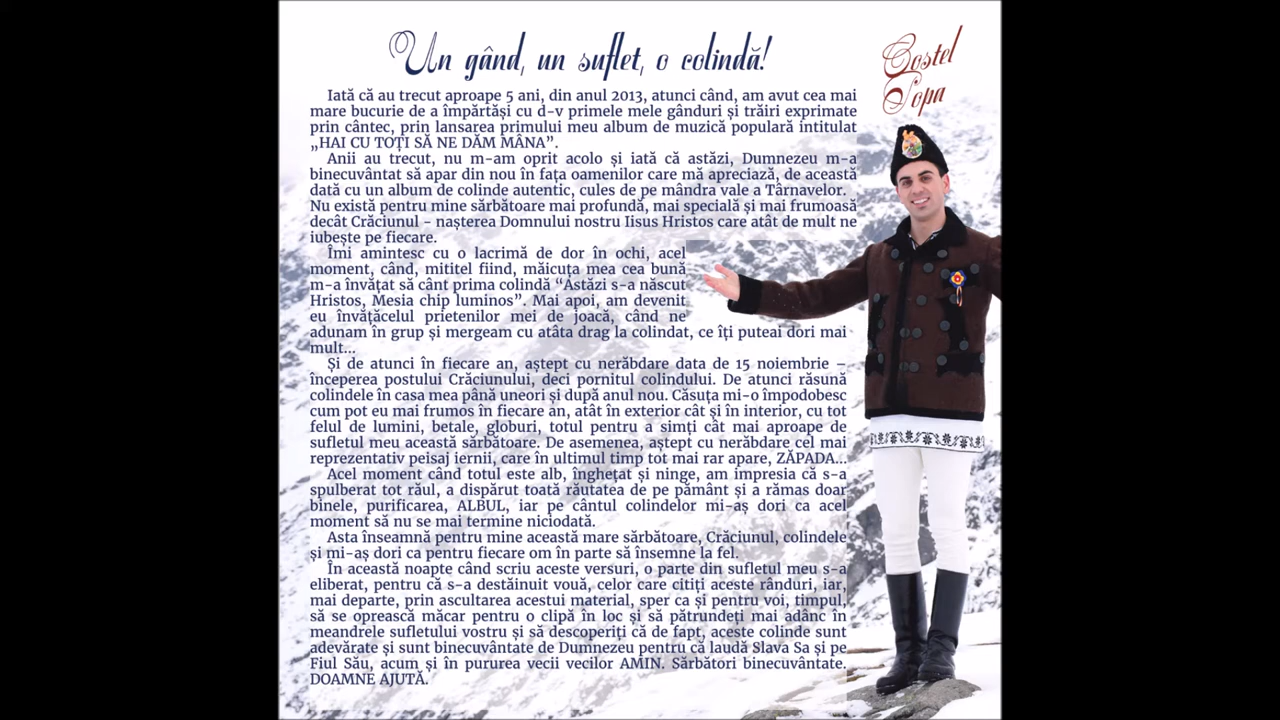 Un gând, un suflet, o colindă!
Costel
Popa
Iată că au trecut aproape 5 ani, din anul 2013, atunci când, am avut cea mai
mare bucurie de a împărtăși cu d-v primele mele gânduri și trăiri exprimate
prin cântec, prin lansarea primului meu album de muzică populară intitulat
„HAI CU TOȚI SĂ NE DĂM MÂNA”.
Anii au trecut, nu m-am oprit acolo și iată că astăzi, Dumnezeu m-a
binecuvântat să apar din nou în fața oamenilor care mă apreciază, de această
dată cu un album de colinde autentic, cules de pe mândra vale a Târnavelor.
Nu există pentru mine sărbătoare mai profundă, mai specială și mai frumoasă
decât Crăciunul - nașterea Domnului nostru Iisus Hristos care atât de mult ne
iubește pe fiecare.
Îmi amintesc cu o lacrimă de dor în ochi, acel
moment, când, mititel fiind, măicuța mea cea bună
m-a învățat să cânt prima colindă “Astăzi s-a născut
Hristos, Mesia chip luminos”. Mai apoi, am devenit
eu învățăcelul prietenilor mei de joacă, când ne
adunam în grup și mergeam cu atâta drag la colindat, ce îți puteai dori mai
mult...
Și de atunci în fiecare an, aștept cu nerăbdare data de 15 noiembrie –
începerea postului Crăciunului, deci pornitul colindului. De atunci răsună
colindele în casa mea până uneori și după anul nou. Căsuța mi-o împodobesc
cum pot eu mai frumos în fiecare an, atât în exterior cât și în interior, cu tot
felul de lumini, betale, globuri, totul pentru a simți cât mai aproape de
sufletul meu această sărbătoare. De asemenea, aștept cu nerăbdare cel mai
reprezentativ peisaj iernii, care în ultimul timp tot mai rar apare, ZĂPADA...
Acel moment când totul este alb, înghețat și ninge, am impresia că s-a
spulberat tot răul, a dispărut toată răutatea de pe pământ și a rămas doar
binele, purificarea, ALBUL, iar pe cântul colindelor mi-aș dori ca acel
moment să nu se mai termine niciodată.
Asta înseamnă pentru mine această mare sărbătoare, Crăciunul, colindele
și mi-aș dori ca pentru fiecare om în parte să însemne la fel.
În această noapte când scriu aceste versuri, o parte din sufletul meu s-a
eliberat, pentru că s-a destăinuit vouă, celor care citiți aceste rânduri, iar,
mai departe, prin ascultarea acestui material, sper ca și pentru voi, timpul,
să se oprească măcar pentru o clipă în loc și să pătrundeți mai adânc în
meandrele sufletului vostru și să descoperiți că de fapt, aceste colinde sunt
adevărate și sunt binecuvântate de Dumnezeu pentru că laudă Slava Sa și pe
Fiul Său, acum și în pururea vecii vecilor AMIN. Sărbători binecuvântate.
DOAMNE AJUTĂ.